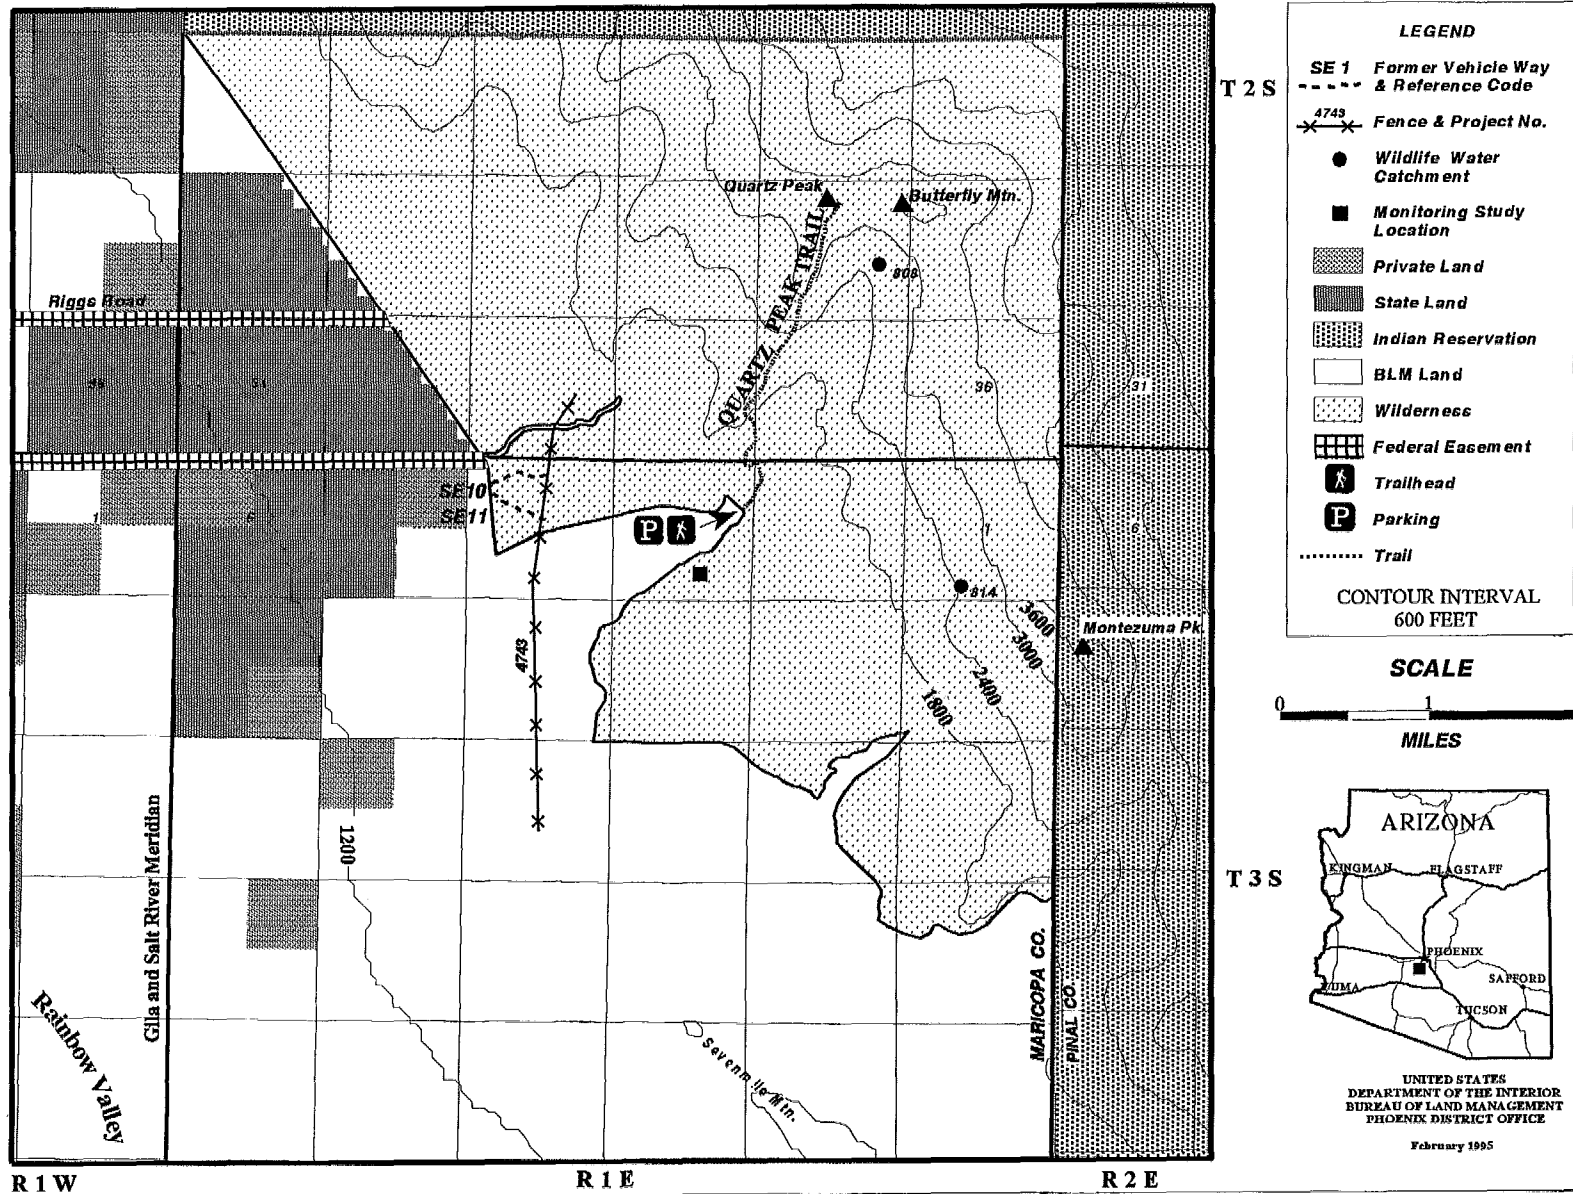 T 2 S
Quartz Peak
Butterfly Mtn.
808
QUARTZ PEAK TRAIL
Riggs Road
31
36
31
SE10
SE11
1
6
P
1
6
814
3600
3000
2400
1800
Montezuma Pk.
4743
1200
Gila and Salt River Meridian
T 3 S
MARICOPA CO.
PINAL CO.
Rainbow Valley
Sevenmile Mtn.
R 1 W
R 1 E
R 2 E
LEGEND
SE 1 Former Vehicle Way
& Reference Code
4743 Fence & Project No.
Wildlife Water
Catchment
Monitoring Study
Location
Private Land
State Land
Indian Reservation
BLM Land
Wilderness
Federal Easement
Trailhead
P Parking
Trail
CONTOUR INTERVAL
600 FEET
SCALE
0 1
MILES
ARIZONA
KINGMAN
FLAGSTAFF
PHOENIX
SAFFORD
YUMA
TUCSON
UNITED STATES
DEPARTMENT OF THE INTERIOR
BUREAU OF LAND MANAGEMENT
PHOENIX DISTRICT OFFICE
February 1995